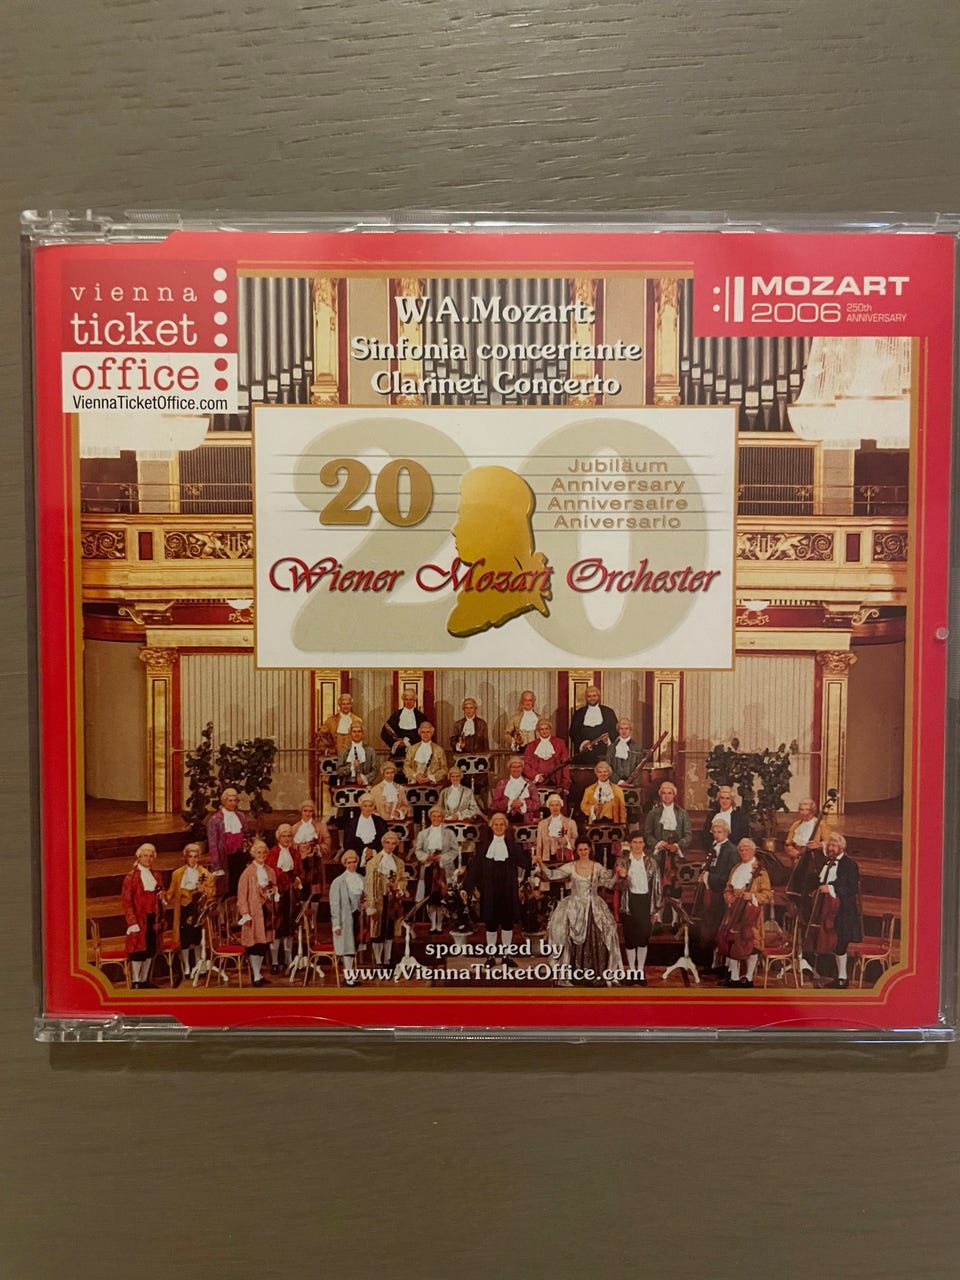 vienna
ticket
office
ViennaTicketOffice.com
MOZART
2006 250th
ANNIVERSARY
W.A.Mozart:
Sinfonia concertante
Clarinet Concerto
20
20
Jubiläum
Anniversary
Anniversaire
Aniversario
Wiener Mozart Orchester
sponsored by
www.ViennaTicketOffice.com